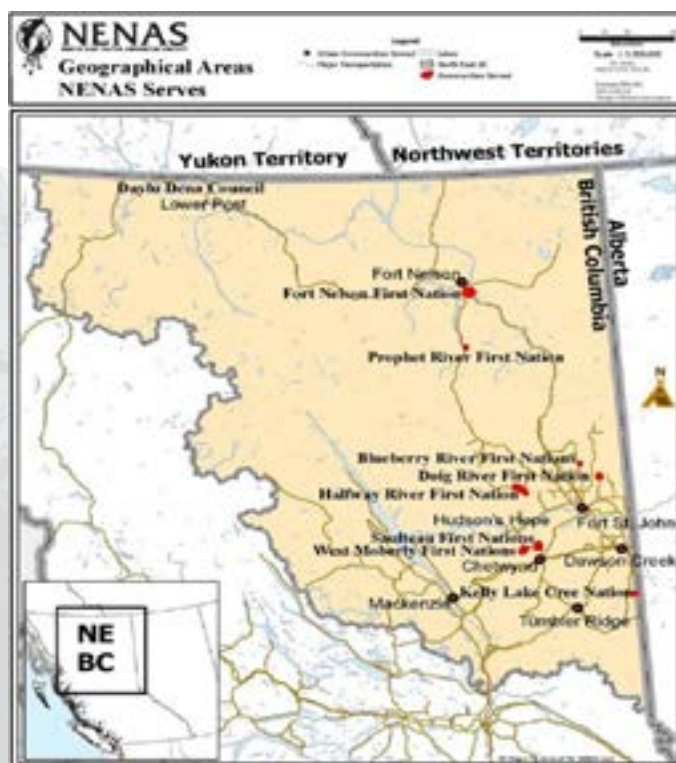 NENAS
Geographical Areas
NENAS Serves
Legend
Yukon Territory
Northwest Territories
Alberta
British Columbia
Daylu Dena Council
Lower Post
Fort Nelson
Fort Nelson First Nation
Prophet River First Nation
N
Blueberry River First Nations
Doig River First Nation
Halfway River First Nation
Hudson's Hope
Fort St. John
Saulteau First Nations
West Moberly First Nations
Chetwynd
Dawson Creek
Kelly Lake Cree Nation
Mackenzie
Tumbler Ridge
NE
BC